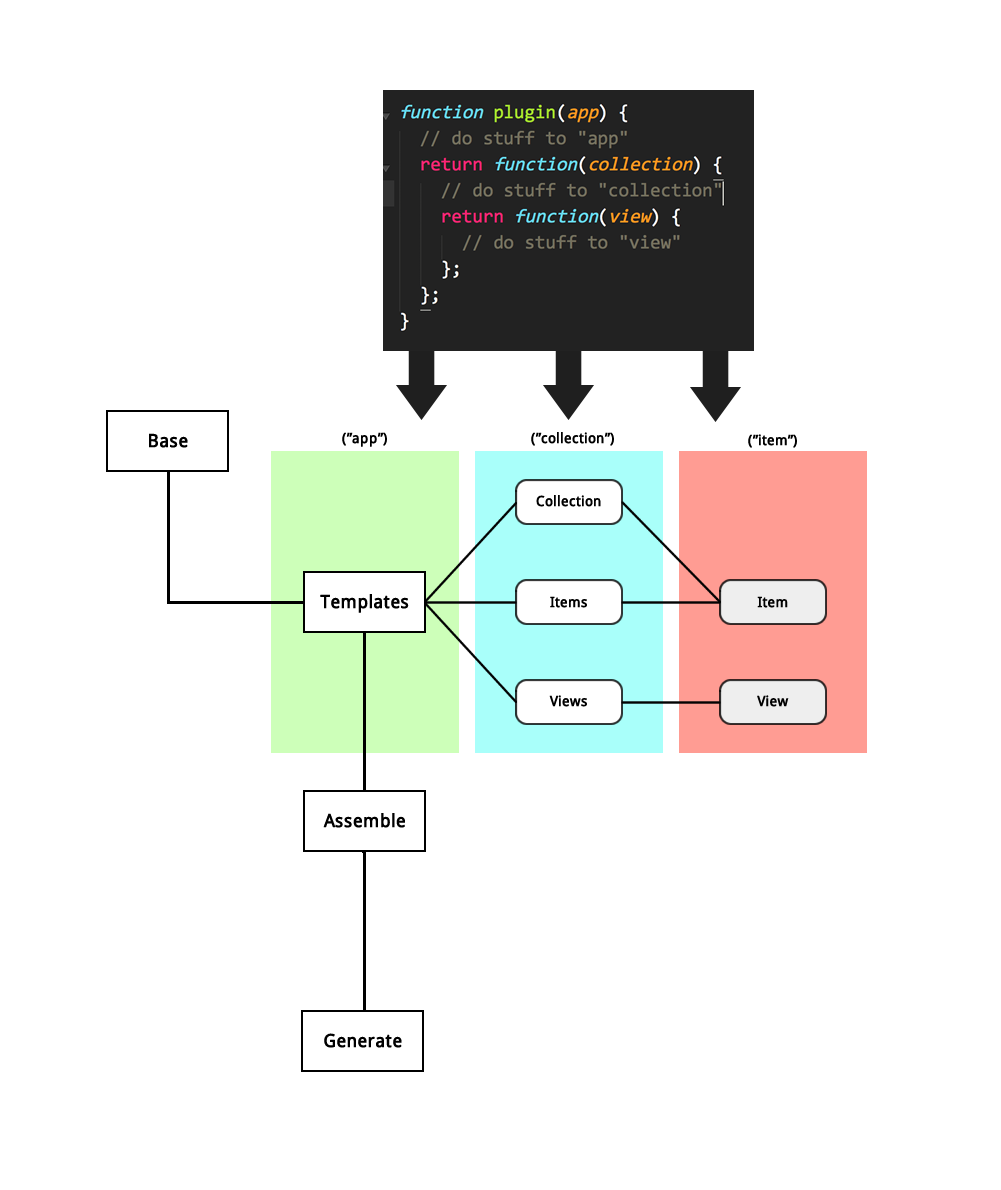 function plugin(app) {
  // do stuff to "app"
  return function(collection) {
    // do stuff to "collection"
    return function(view) {
      // do stuff to "view"
    };
  };
}
("app")
("collection")
("item")
Base
Collection
Templates
Items
Item
Views
View
Assemble
Generate